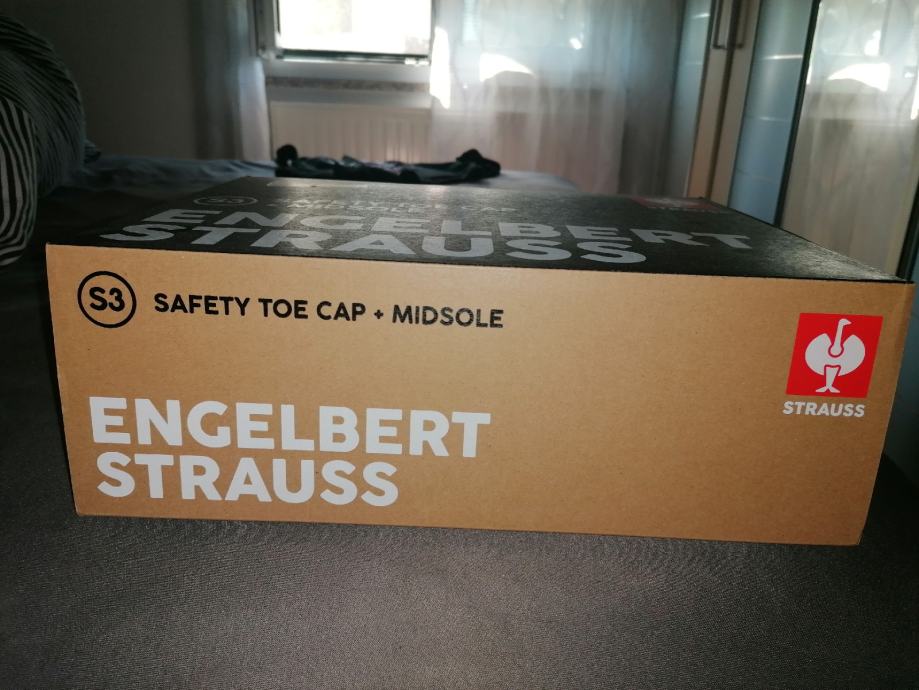 S3
ENGELBERT
STRAUSS
S3 SAFETY TOE CAP + MIDSOLE
ENGELBERT
STRAUSS
STRAUSS